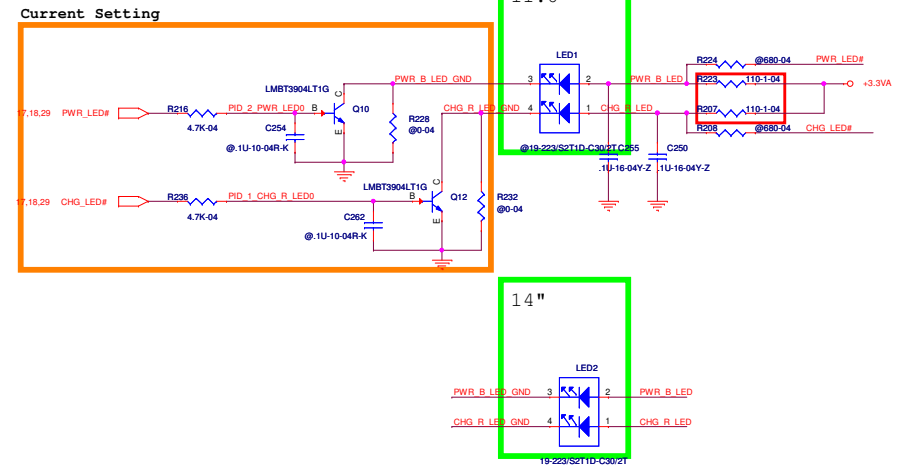 Current Setting
LED1
R224 @680-04 PWR_LED#
3 2 PWR_B_LED R223 110-1-04
+3.3VA
PWR_B_LED_GND
LMBT3904LT1G
C
17,18,29 PWR_LED# R216 PID_2_PWR_LED0 B Q10
4.7K-04
C254
E
R228
@0-04
CHG_R_LED_GND 4 1 CHG_R_LED R207 110-1-04
R208 @680-04 CHG_LED#
@.1U-10-04R-K
@19-223/S2T1D-C30/2T C255 C250
.1U-16-04Y-Z .1U-16-04Y-Z
LMBT3904LT1G
C
17,18,29 CHG_LED# R236 PID_1_CHG_R_LED0 B Q12 R232
4.7K-04 @0-04
C262
E
@.1U-10-04R-K
14"
LED2
PWR_B_LED_GND 3 2 PWR_B_LED
CHG_R_LED_GND 4 1 CHG_R_LED
19-223/S2T1D-C30/2T